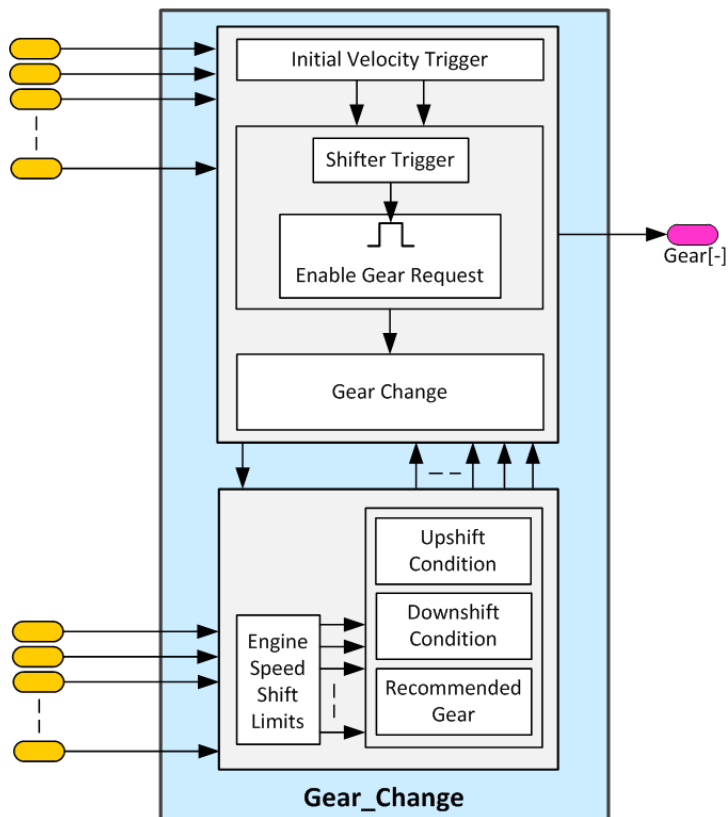 Initial Velocity Trigger
Shifter Trigger
Enable Gear Request
Gear[-]
Gear Change
Upshift
Condition
Downshift
Condition
Engine
Speed
Shift
Limits
Recommended
Gear
Gear_Change